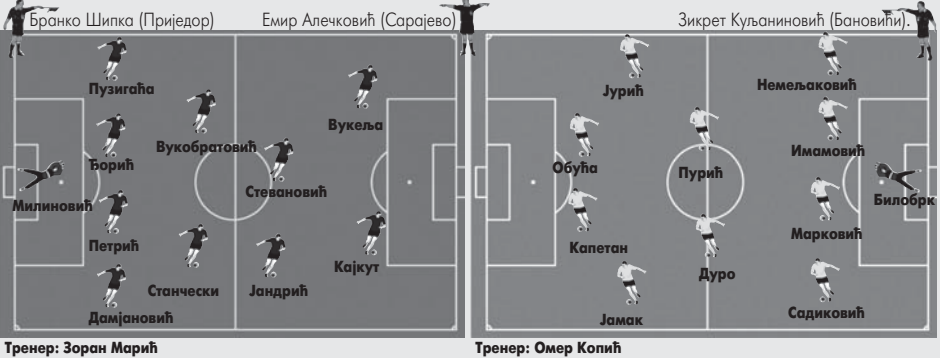 Бранко Шипка (Приједор) Емир Алечковић (Сарајево) Зикрет Куљаниновић (Бановићи).
Пузигаћа
Вукобратовић
Вукеља
Ђорић
Стевановић
Милиновић
Петрић
Станчески
Јандрић
Кајкут
Дамјановић
Тренер: Зоран Марић
Јурић
Немељаковић
Обућа
Пурић
Имамовић
Билобрк
Капетан
Дуро
Марковић
Јамак
Садиковић
Тренер: Омер Копић